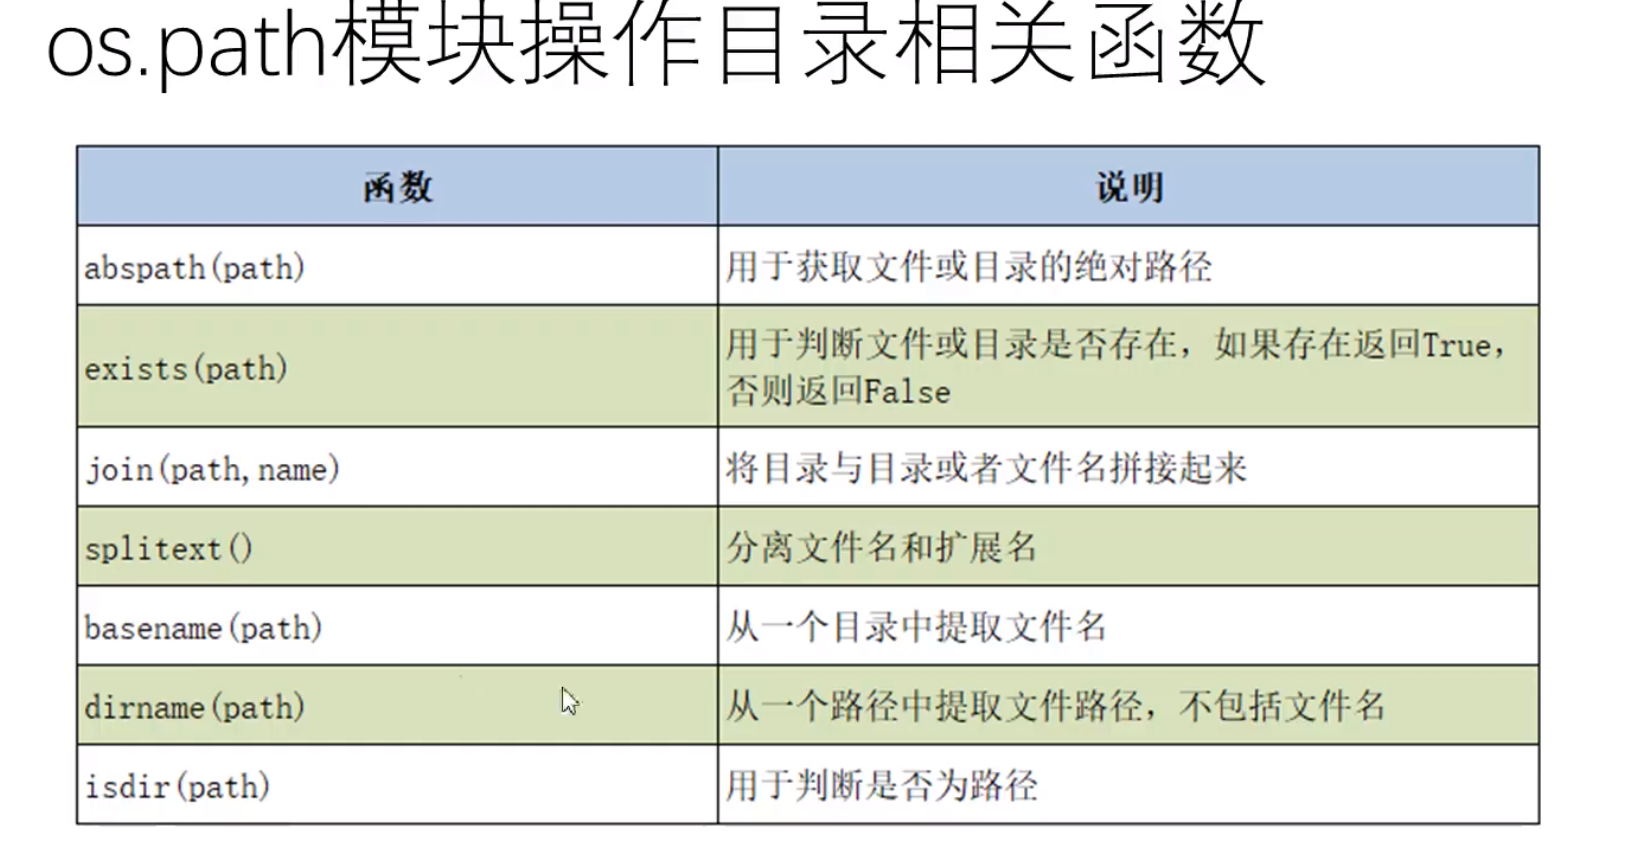 os.path模块操作目录相关函数
函数 说明
abspath(path) 用于获取文件或目录的绝对路径
exists(path) 用于判断文件或目录是否存在，如果存在返回True，
否则返回False
join(path,name) 将目录与目录或者文件名拼接起来
splitext() 分离文件名和扩展名
basename(path) 从一个目录中提取文件名
dirname(path) 从一个路径中提取文件路径，不包括文件名
isdir(path) 用于判断是否为路径